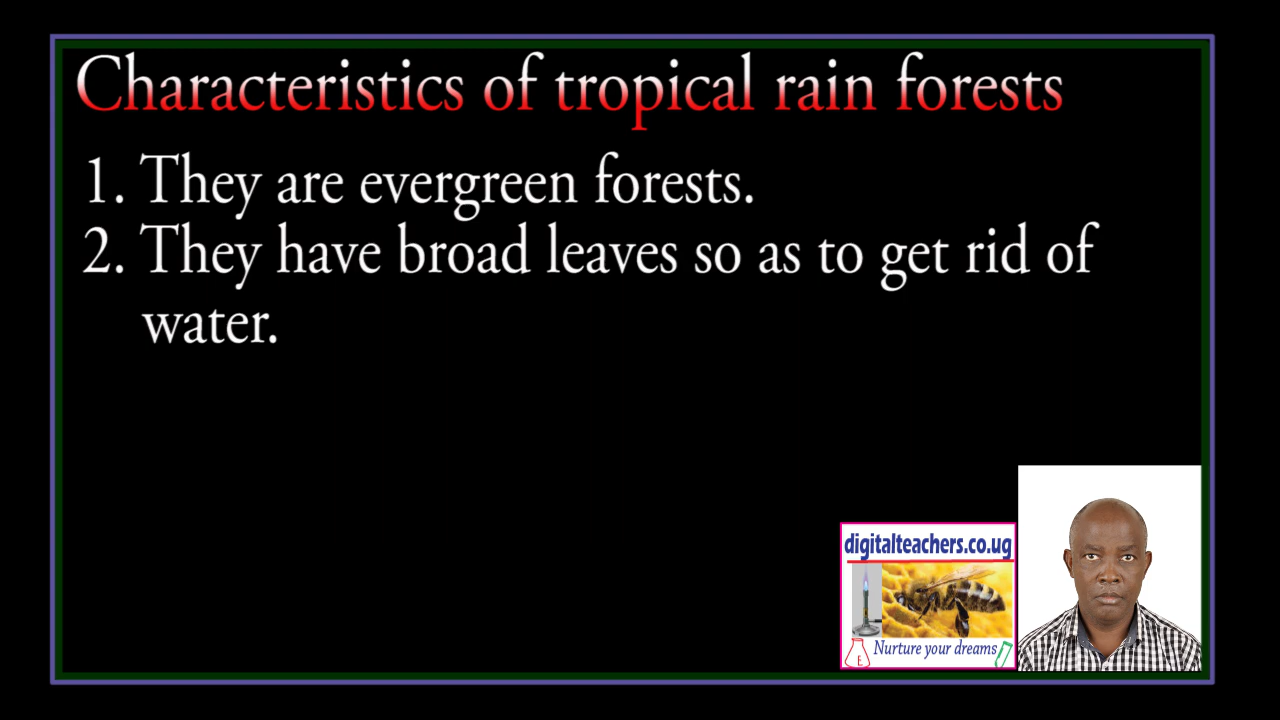 Characteristics of tropical rain forests
1. They are evergreen forests.
2. They have broad leaves so as to get rid of
water.
digitalteachers.co.ug
E
Nurture your dreams